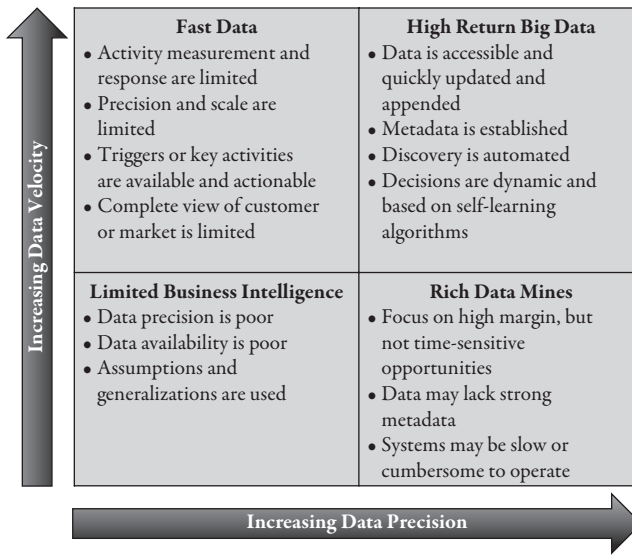 Increasing Data Velocity
Fast Data
• Activity measurement and
response are limited
• Precision and scale are
limited
• Triggers or key activities
are available and actionable
• Complete view of customer
or market is limited
High Return Big Data
• Data is accessible and
quickly updated and
appended
• Metadata is established
• Discovery is automated
• Decisions are dynamic and
based on self-learning
algorithms
Limited Business Intelligence
• Data precision is poor
• Data availability is poor
• Assumptions and
generalizations are used
Rich Data Mines
• Focus on high margin, but
not time-sensitive
opportunities
• Data may lack strong
metadata
• Systems may be slow or
cumbersome to operate
Increasing Data Precision